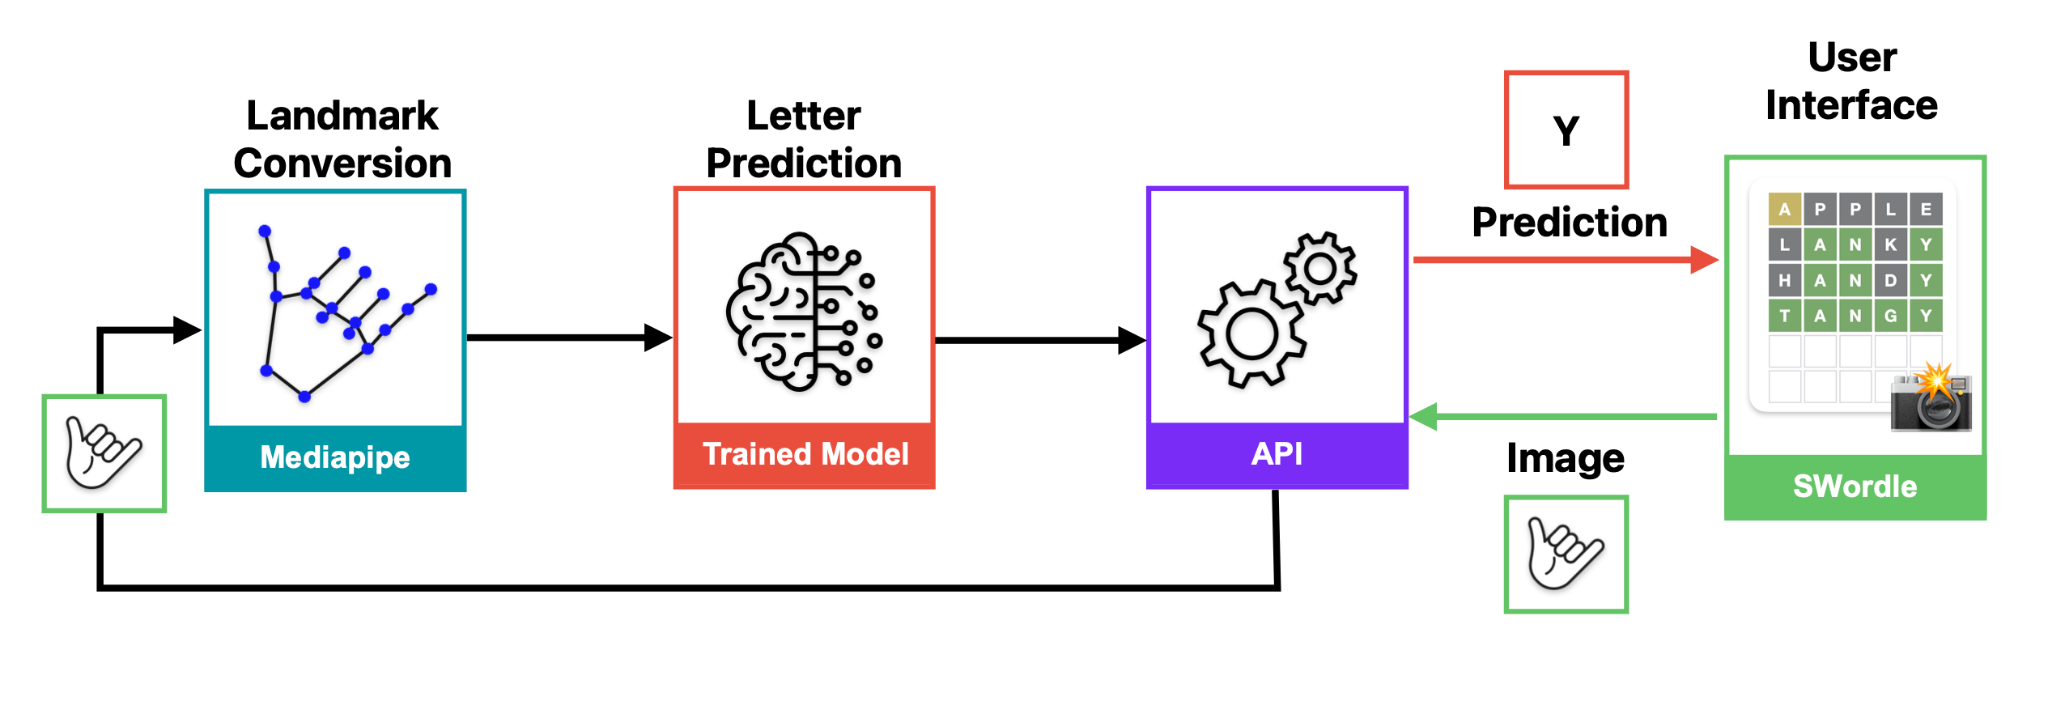 Landmark
Conversion
Mediapipe
Letter
Prediction
Trained Model
API
Y
Prediction
Image
User
Interface
A P P L E
L A N K Y
H A N D Y
T A N G Y
SWordle